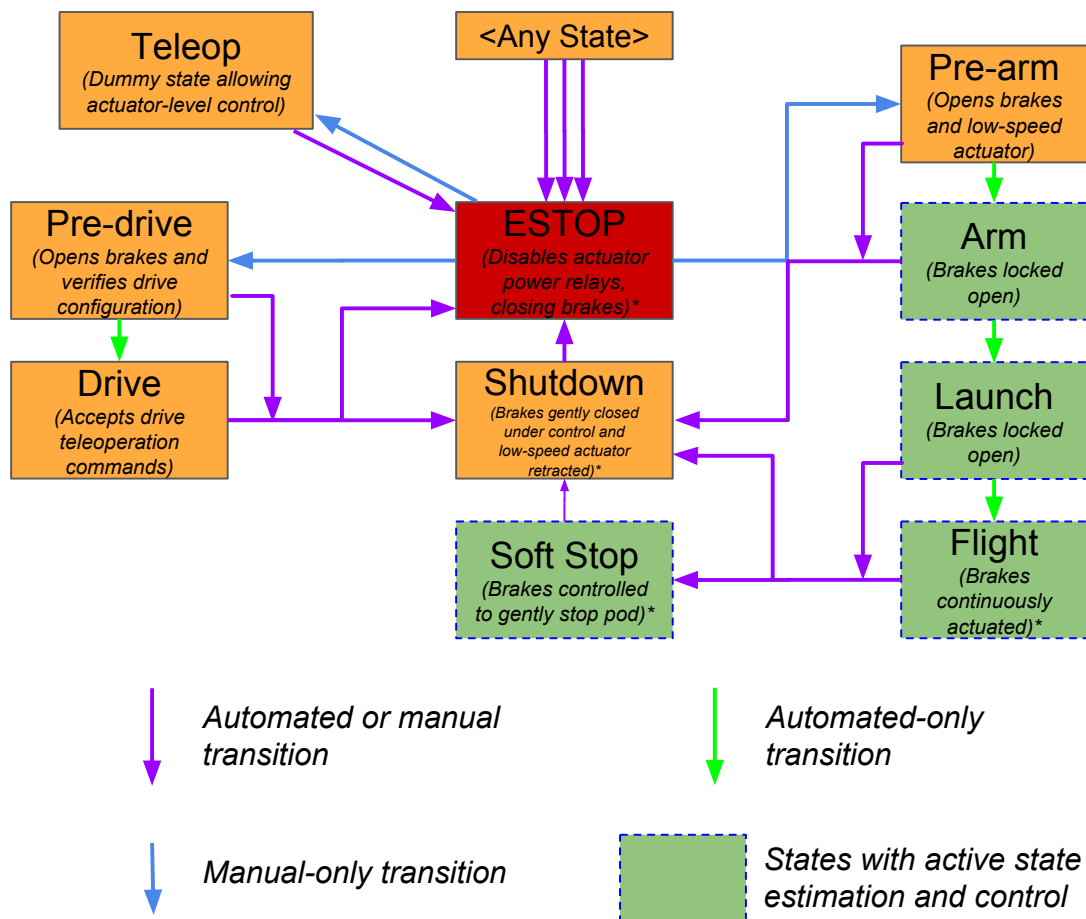 Teleop
(Dummy state allowing
actuator-level control)
<Any State>
Pre-arm
(Opens brakes
and low-speed
actuator)
Pre-drive
(Opens brakes and
verifies drive
configuration)
ESTOP
(Disables actuator
power relays,
closing brakes)*
Arm
(Brakes locked
open)
Drive
(Accepts drive
teleoperation
commands)
Shutdown
(Brakes gently closed
under control and
low-speed actuator
retracted)*
Launch
(Brakes locked
open)
Soft Stop
(Brakes controlled
to gently stop pod)*
Flight
(Brakes
continuously
actuated)*
Automated or manual
transition
Automated-only
transition
Manual-only transition
States with active state
estimation and control